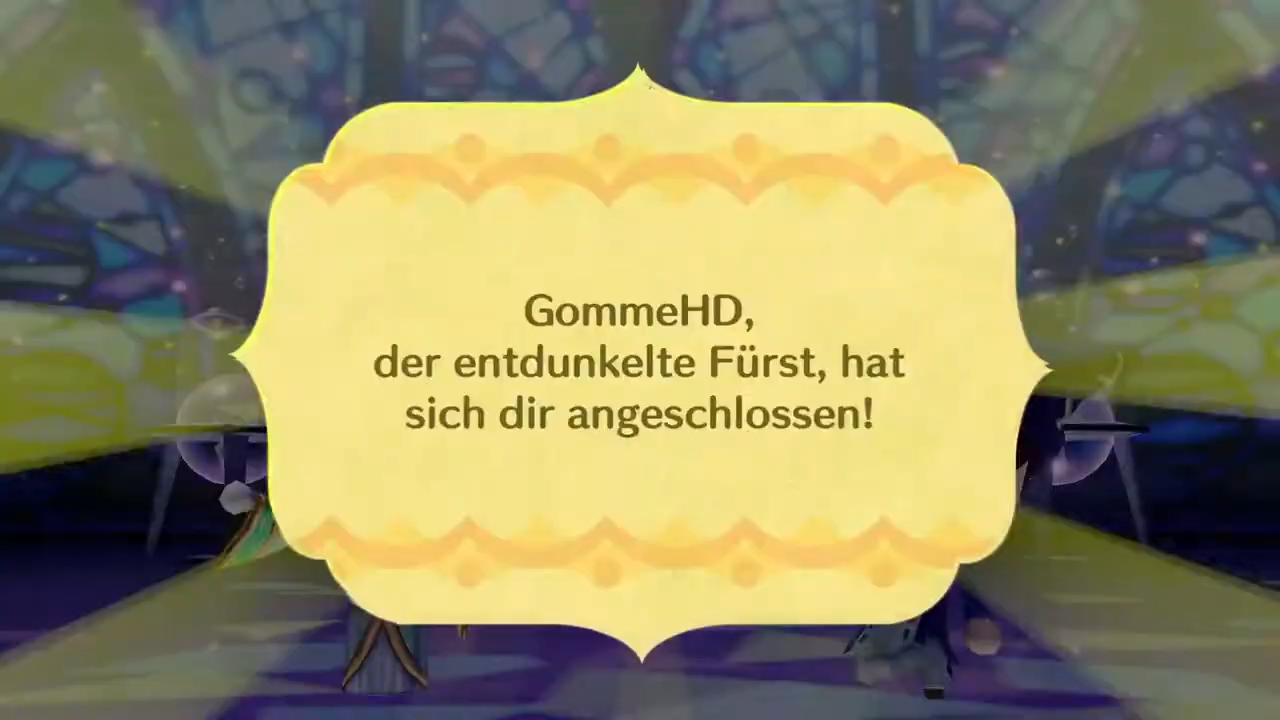 GommeHD,
der entdunkelte Fürst, hat
sich dir angeschlossen!